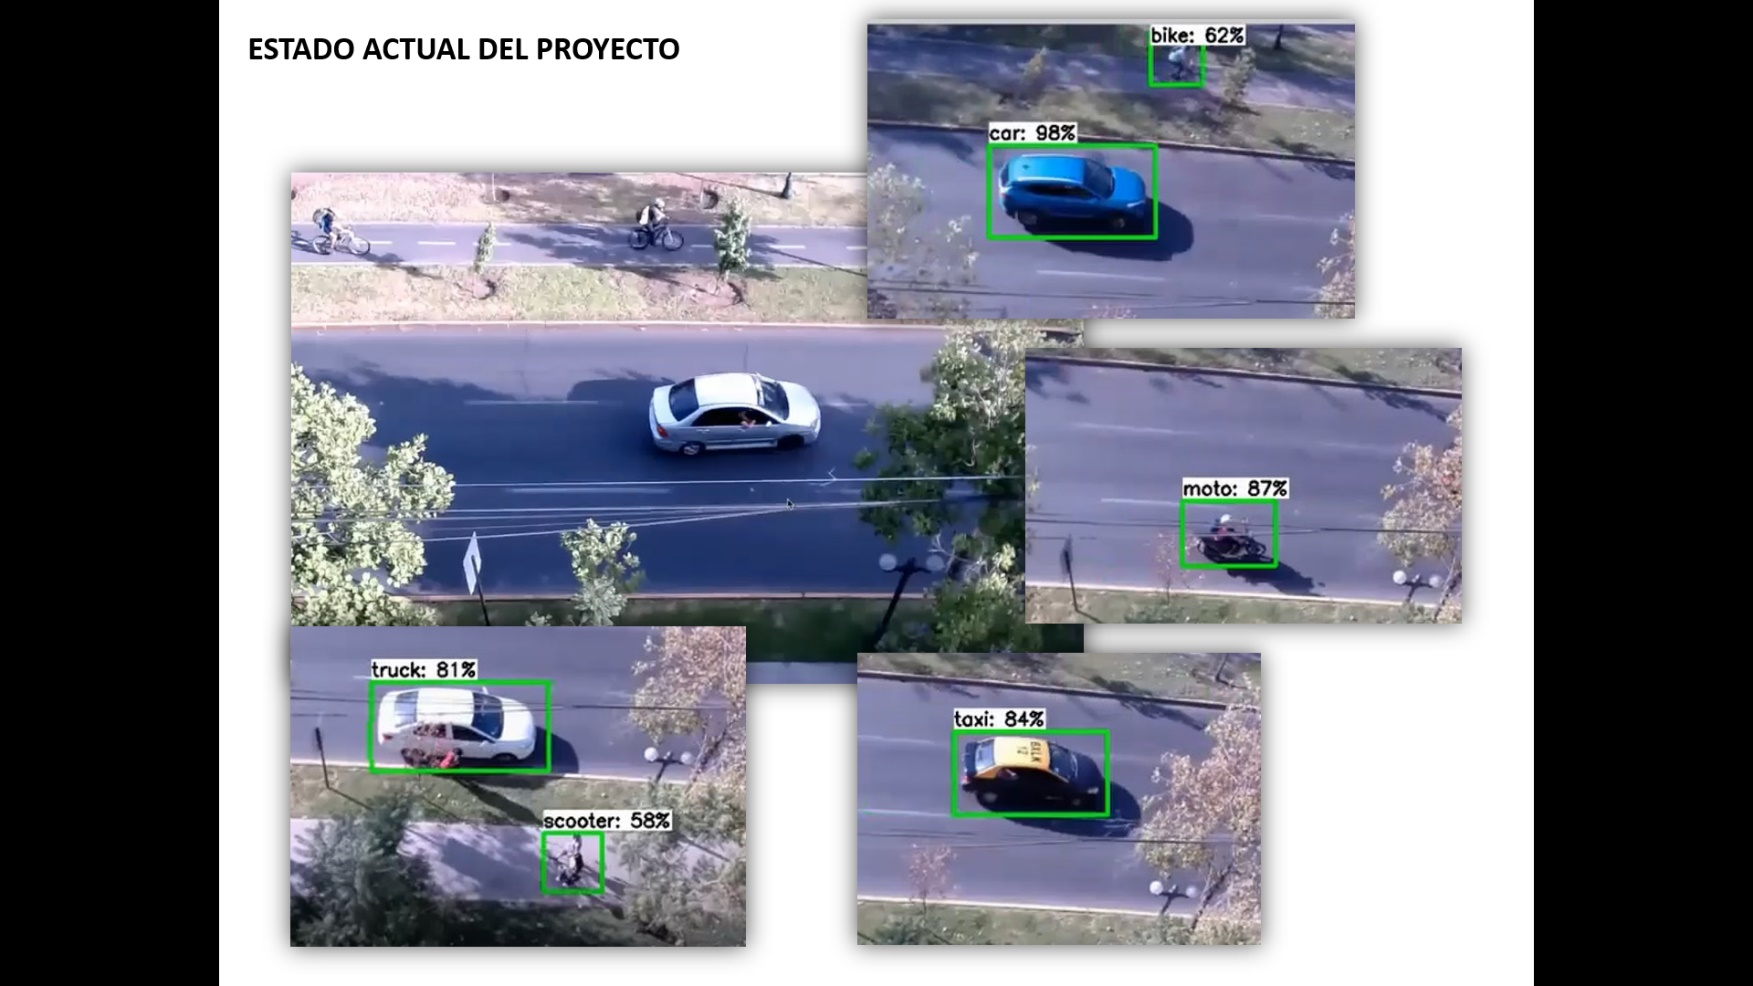 ESTADO ACTUAL DEL PROYECTO
bike: 62%
car: 98%
moto: 87%
truck: 81%
taxi: 84%
scooter: 58%